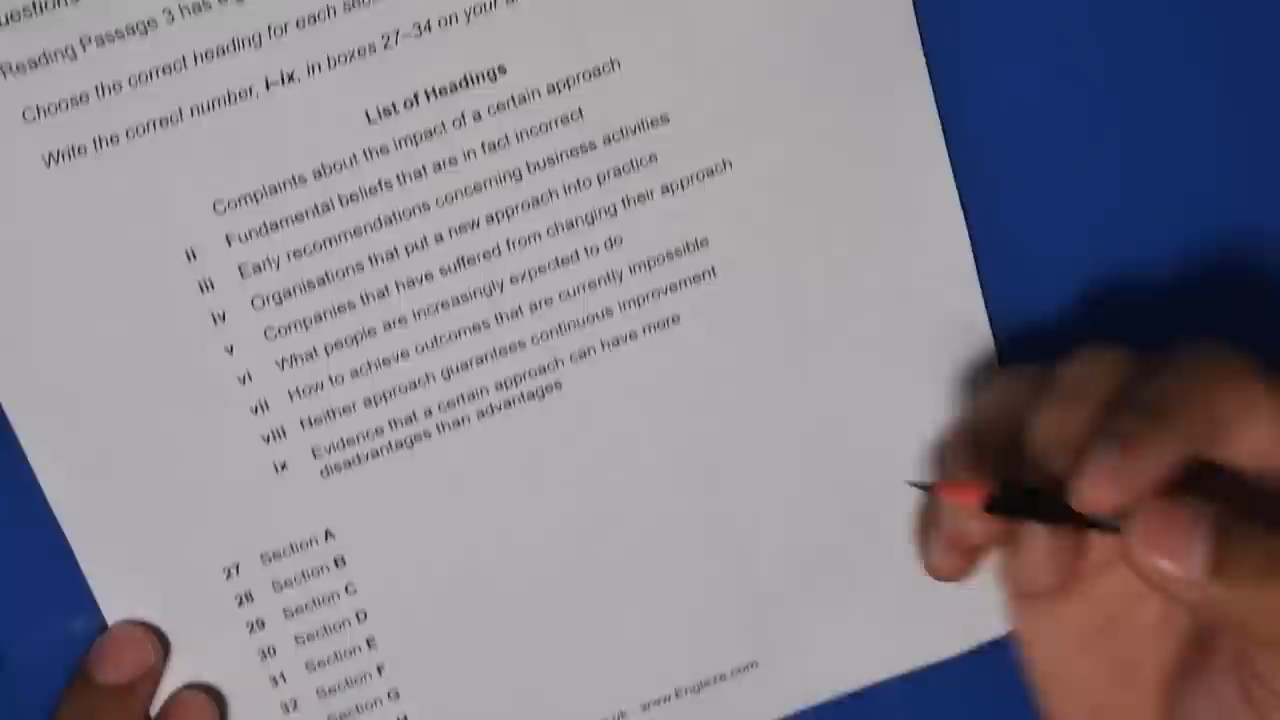 uestions
Reading Passage 3 has
Choose the correct heading for each
Write the correct number, i–ix, in boxes 27–34 on your
List of Headings
Complaints about the impact of a certain approach
ii Fundamental beliefs that are in fact incorrect
iii Early recommendations concerning business activities
iv Organisations that put a new approach into practice
v Companies that have suffered from changing their approach
vi What people are increasingly expected to do
vii How to achieve outcomes that are currently impossible
viii Neither approach guarantees continuous improvement
ix Evidence that a certain approach can have more
disadvantages than advantages
27 Section A
28 Section B
29 Section C
30 Section D
31 Section E
32 Section F
Section G
- www.Engleze.com